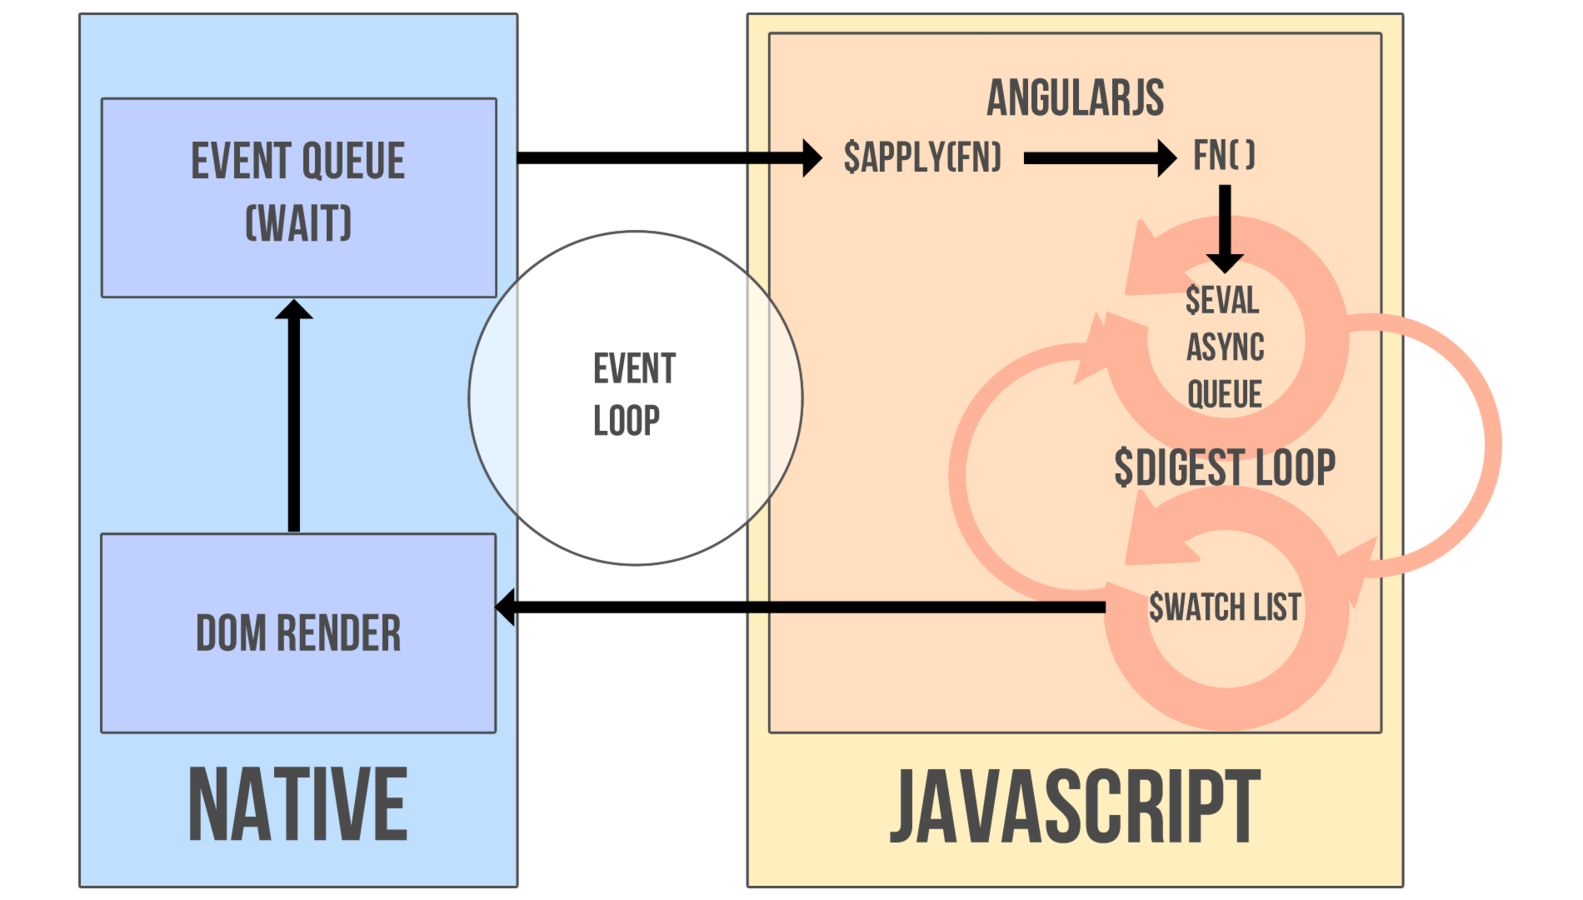 EVENT QUEUE
(WAIT)
DOM RENDER
NATIVE
EVENT
LOOP
ANGULARJS
$APPLY(FN)
FN( )
$EVAL
ASYNC
QUEUE
$DIGEST LOOP
$WATCH LIST
JAVASCRIPT